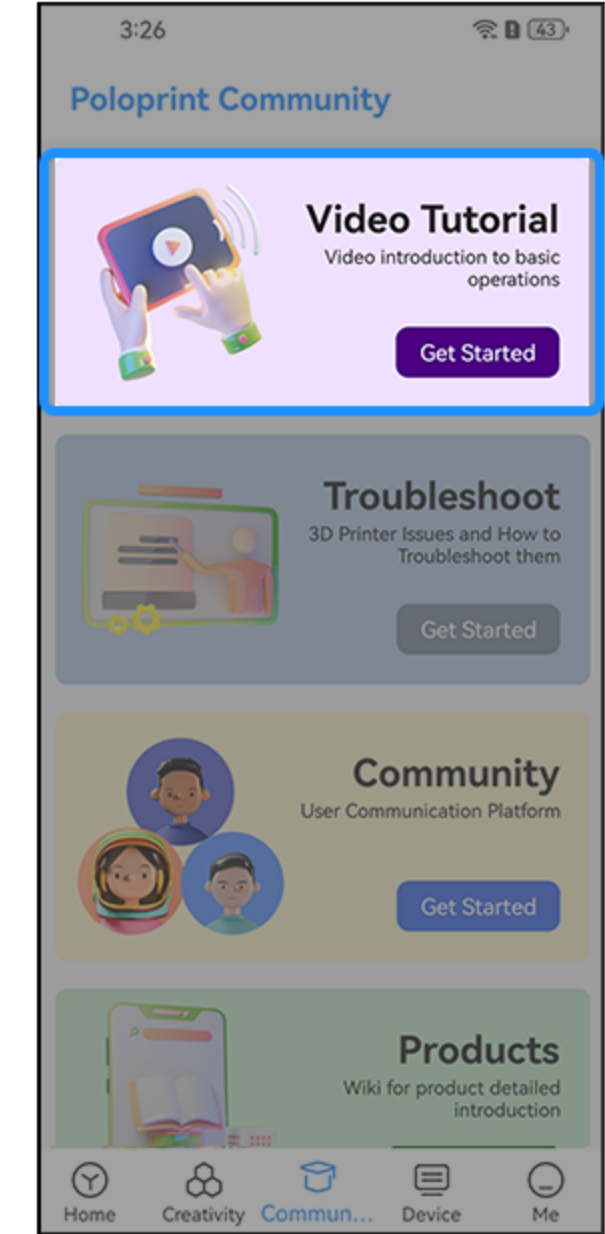 3:26
43
Poloprint Community
Video Tutorial
Video introduction to basic
operations
Get Started
Troubleshoot
3D Printer Issues and How to
Troubleshoot them
Get Started
Community
User Communication Platform
Get Started
Products
Wiki for product detailed
introduction
Home
Creativity
Commun...
Device
Me